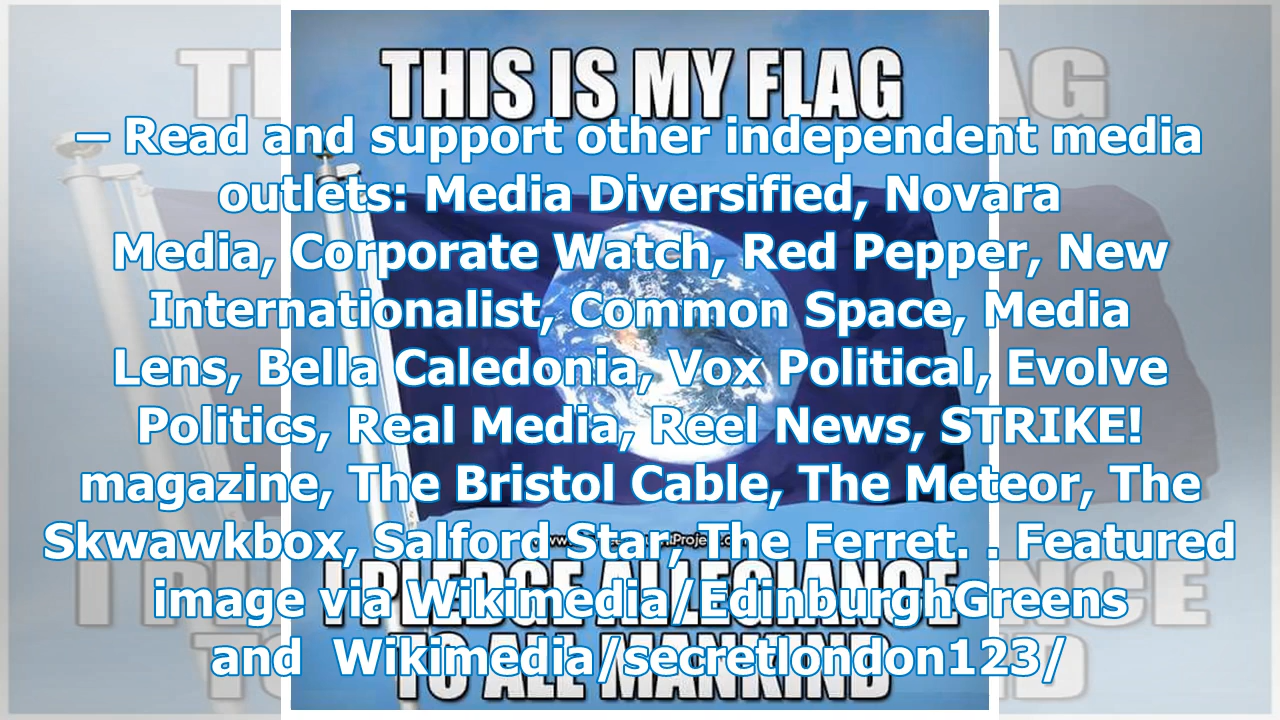 THIS IS MY FLAG
– Read and support other independent media
outlets: Media Diversified, Novara
Media, Corporate Watch, Red Pepper, New
Internationalist, Common Space, Media
Lens, Bella Caledonia, Vox Political, Evolve
Politics, Real Media, Reel News, STRIKE!
magazine, The Bristol Cable, The Meteor, The
Skwawkbox, Salford Star, The Ferret. . Featured
image via Wikimedia/EdinburghGreens
and Wikimedia/secretlondon123/
I PLEDGE ALLEGIANCE
TO ALL MANKIND